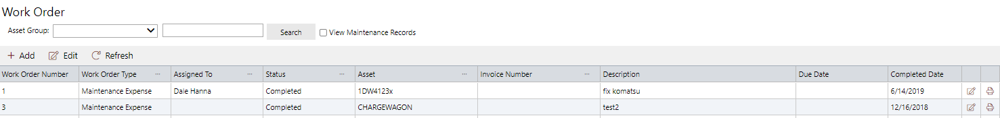 Work Order
Asset Group: Search View Maintenance Records
+ Add Edit Refresh
Work Order Number Work Order Type ... Assigned To ... Status ... Asset ... Invoice Number ... Description Due Date Completed Date
1 Maintenance Expense Dale Hanna Completed 1DW4123x fix komatsu 6/14/2019
3 Maintenance Expense Completed CHARGEWAGON test2 12/16/2018